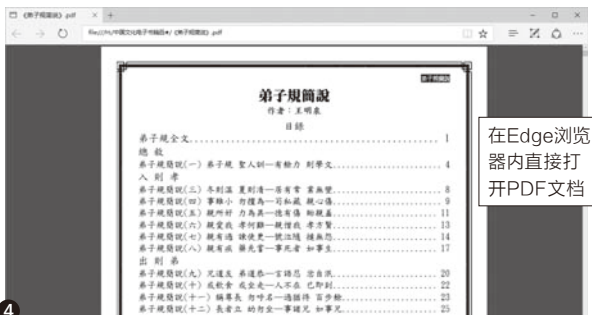 《弟子规简说》.pdf
弟子規簡說
弟子規簡說
作者：王明泉
目錄
弟子規全文 1
總敘
弟子規簡說(一) 弟子規 聖人訓—有餘力 則學文 4
入則孝
弟子規簡說(三) 冬則溫 夏則凊—居有常 業無變 8
弟子規簡說(四) 事雖小 勿擅為—苟私藏 親心傷 9
弟子規簡說(五) 親所好 力為具—德有傷 貽親羞 11
弟子規簡說(六) 親愛我 孝何難—親憎我 孝方賢 13
弟子規簡說(七) 親有過 諫使更—號泣隨 撻無怨 14
弟子規簡說(八) 親有疾 藥先嘗—事死者 如事生 17
出則弟
弟子規簡說(九) 兄道友 弟道恭—言語忍 忿自泯 20
弟子規簡說(十) 或飲食 或坐走—人不在 己即到 22
弟子規簡說(十一) 稱尊長 勿呼名—過猶待 百步餘 23
弟子規簡說(十二) 長者立 幼勿坐—事諸兄 如事兄 25
在Edge浏览
器内直接打
开PDF文档
4